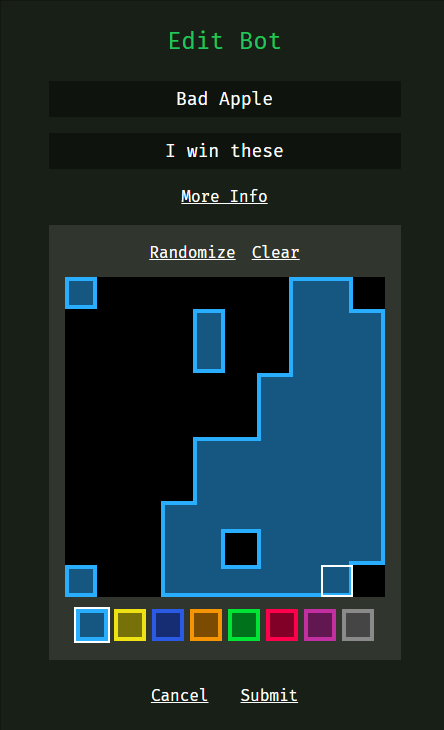 Edit Bot
Bad Apple
I win these
More Info
Randomize Clear
Cancel Submit